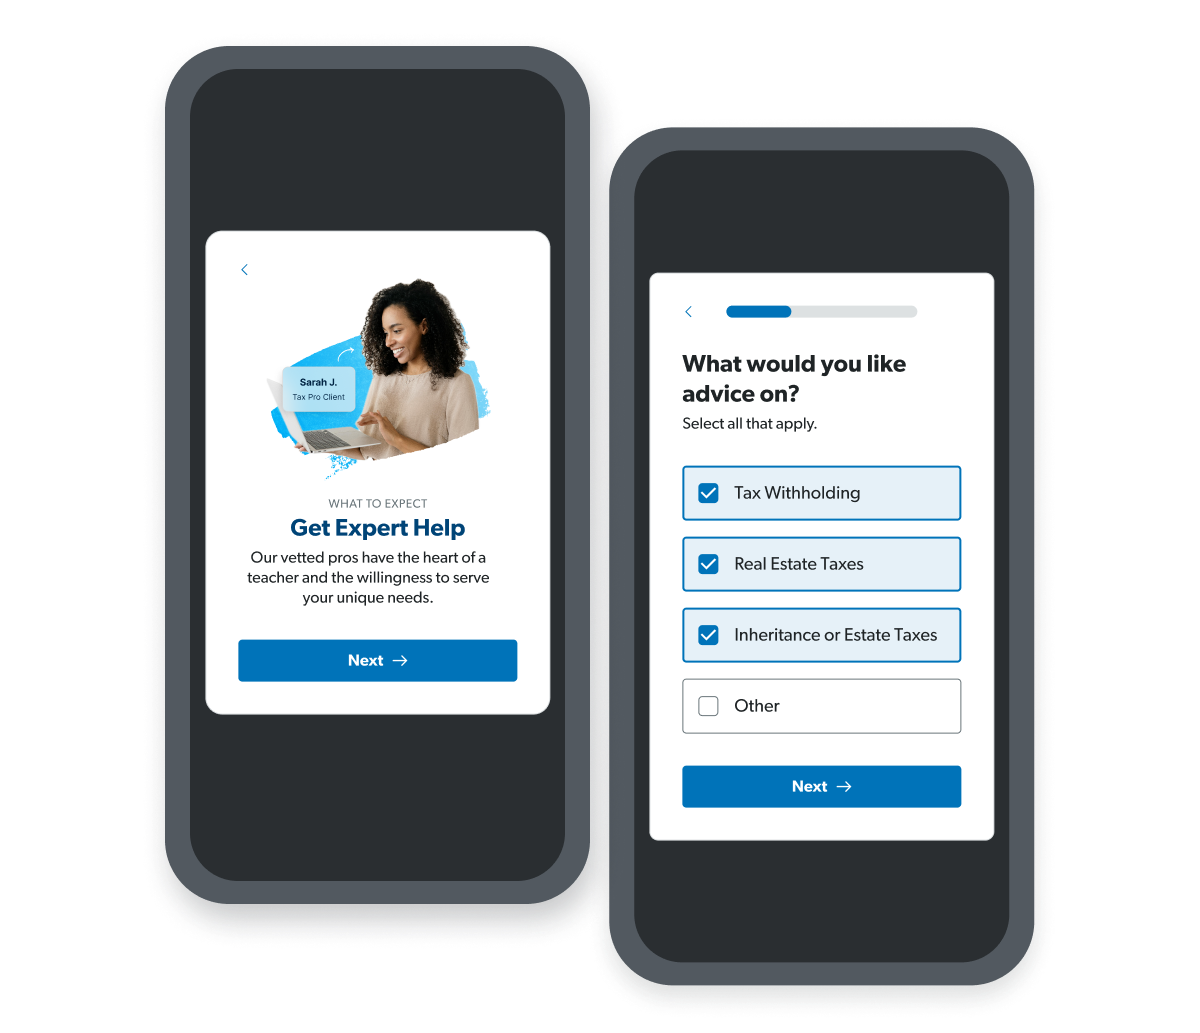 Sarah J.
Tax Pro Client
WHAT TO EXPECT
Get Expert Help
Our vetted pros have the heart of a
teacher and the willingness to serve
your unique needs.
Next
What would you like
advice on?
Select all that apply.
Tax Withholding
Real Estate Taxes
Inheritance or Estate Taxes
Other
Next